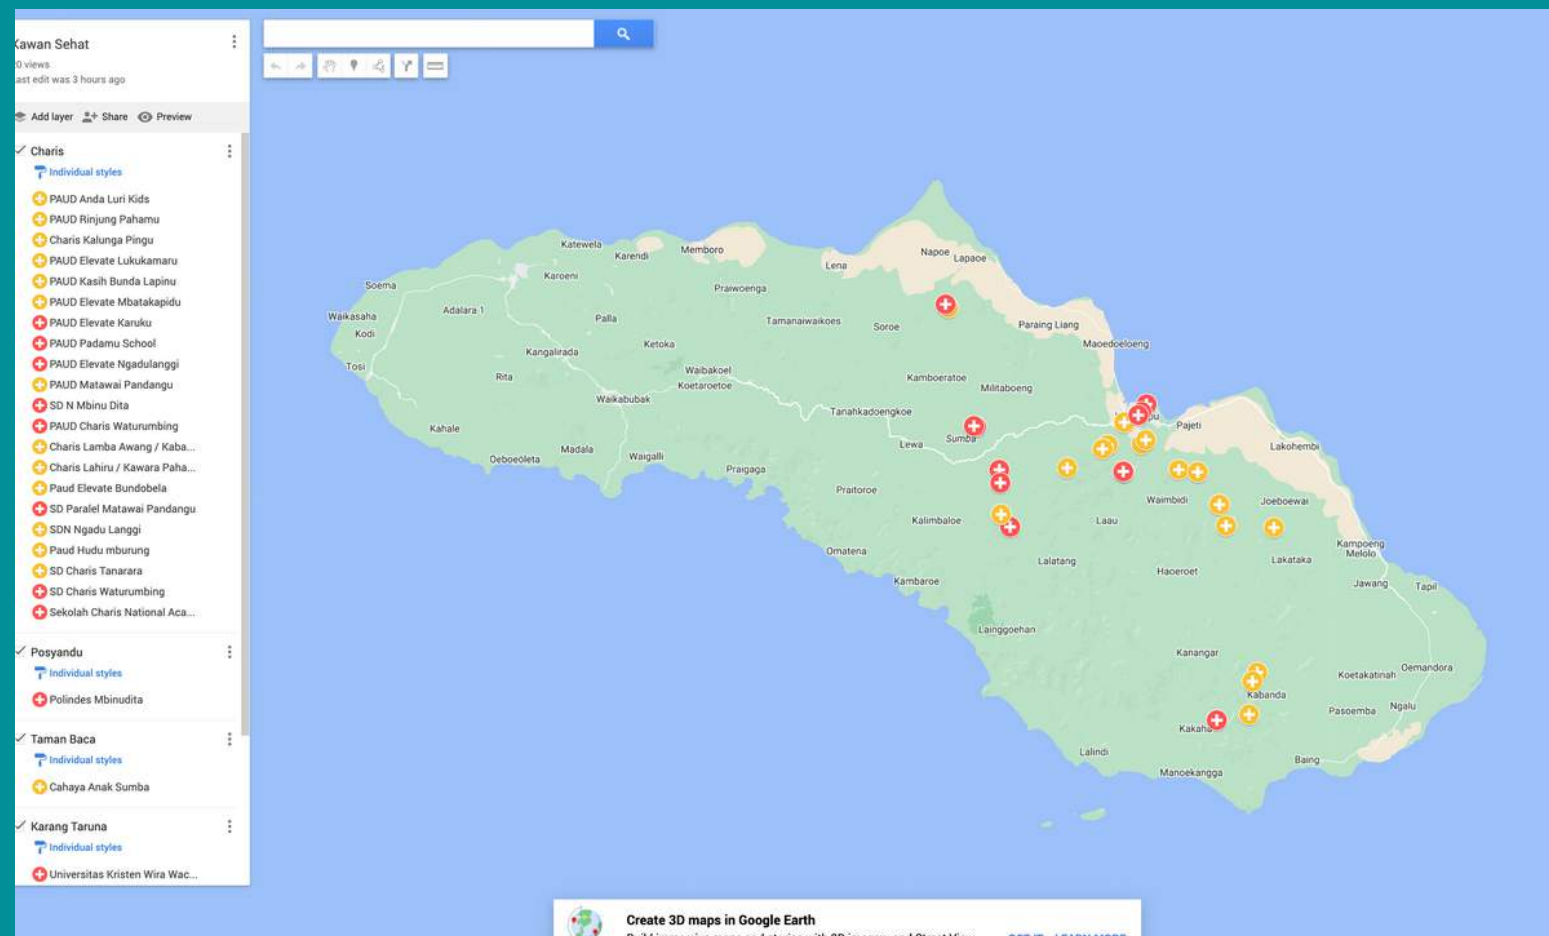 Kawan Sehat
0 views
ast edit was 3 hours ago
Add layer Share Preview
Charis
Individual styles
PAUD Anda Luri Kids
PAUD Rinjung Pahamu
Charis Kalunga Pingu
PAUD Elevate Lukukamaru
PAUD Kasih Bunda Lapinu
PAUD Elevate Mbatakapidu
PAUD Elevate Karuku
PAUD Padamu School
PAUD Elevate Ngadulanggi
PAUD Matawai Pandangu
SD N Mbinu Dita
PAUD Charis Waturumbing
Charis Lamba Awang / Kaba...
Charis Lahiru / Kawara Paha...
Paud Elevate Bundobela
SD Paralel Matawai Pandangu
SDN Ngadu Langgi
Paud Hudu mburung
SD Charis Tanarara
SD Charis Waturumbing
Sekolah Charis National Aca...
Posyandu
Individual styles
Polindes Mbinudita
Taman Baca
Individual styles
Cahaya Anak Sumba
Karang Taruna
Individual styles
Universitas Kristen Wira Wac...
Katewela
Karendi
Memboro
Napoe
Lapaoe
Lena
Karoeni
Soema
Praiwoenga
Adalara 1
Waikasaha
Palla
Tamanaiwaikoes
Soroe
Paraing Liang
Kodi
Ketoka
Maoedoeloeng
Kangalirada
Tosi
Rita
Waibakoel
Koetaroetoe
Kamboeratoe
Militaboeng
Waikabubak
Tanahkadoengkoe
Pajeti
Kahale
Lewa
Sumba
Lakohembi
Madala
Waigalli
Deboeoleta
Praigaga
Praitoroe
Waimbidi
Joeboewai
Kalimbaloe
Laau
Kampoeng
Melolo
Omatena
Lalatang
Lakataka
Haoeroet
Kambaroe
Jawang
Tapil
Lainggoehan
Kanangar
Oemandora
Koetakatinah
Kabanda
Ngalu
Pasoemba
Kakaha
Lalindi
Baing
Manoekangga
Create 3D maps in Google Earth